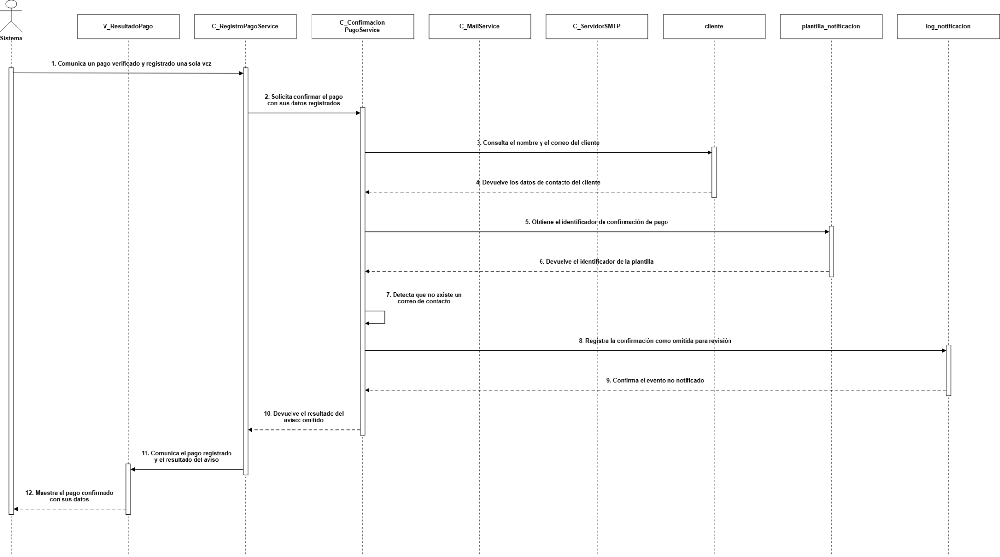 Sistema
V_ResultadoPago
C_RegistroPagoService
C_Confirmacion
PagoService
C_MailService
C_ServidorSMTP
cliente
plantilla_notificacion
log_notificacion
1. Comunica un pago verificado y registrado una sola vez
2. Solicita confirmar el pago
con sus datos registrados
3. Consulta el nombre y el correo del cliente
4. Devuelve los datos de contacto del cliente
5. Obtiene el identificador de confirmación de pago
6. Devuelve el identificador de la plantilla
7. Detecta que no existe un
correo de contacto
8. Registra la confirmación como omitida para revisión
9. Confirma el evento no notificado
10. Devuelve el resultado del
aviso: omitido
11. Comunica el pago registrado
y el resultado del aviso
12. Muestra el pago confirmado
con sus datos